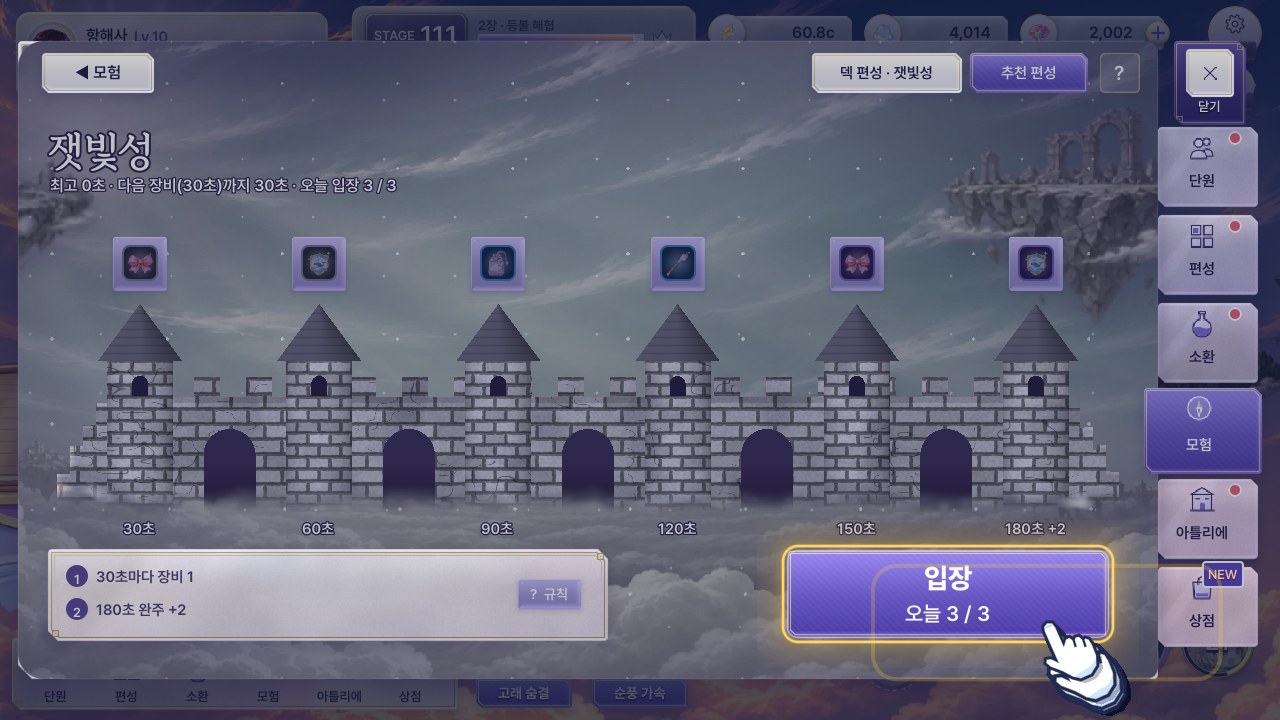 항해사 Lv.10
STAGE 111
2장 · 등불 해협
60.8c
4,014
2,002
◀ 모험
덱 편성 · 잿빛성
추천 편성
?
닫기
잿빛성
최고 0초 · 다음 장비(30초)까지 30초 · 오늘 입장 3 / 3
단원
편성
소환
모험
아틀리에
NEW
상점
30초
60초
90초
120초
150초
180초 +2
1 30초마다 장비 1
2 180초 완주 +2
? 규칙
입장
오늘 3 / 3
단원
편성
소환
모험
아틀리에
상점
고래 숨결
순풍 가속